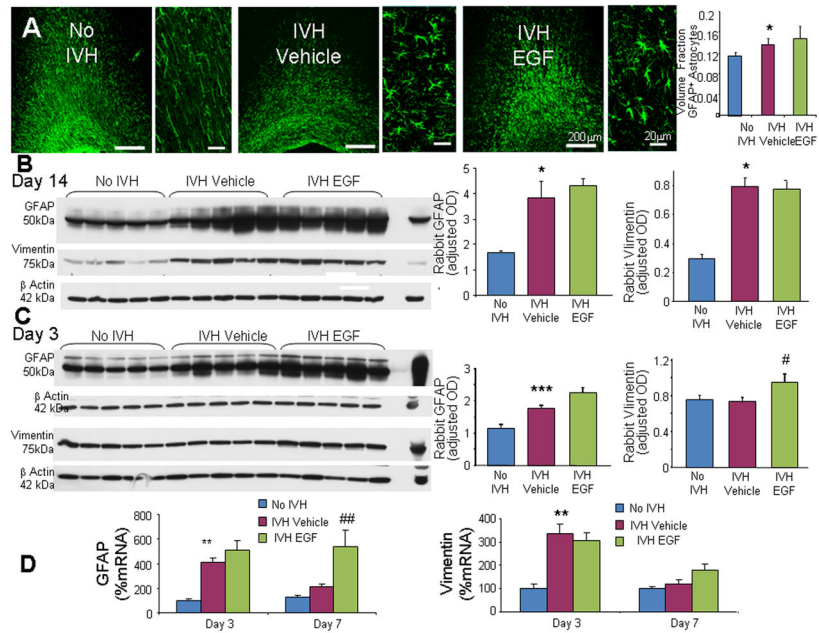 A
No
IVH
IVH
Vehicle
IVH
EGF
200 µm
20µm
Volume Fraction
GFAP+ Astrocytes
0.2
0.16
0.12
0.08
0.04
0
*
No IVH IVH
IVH Vehicle EGF
B
Day 14
No IVH IVH Vehicle IVH EGF
GFAP
50kDa
Vimentin
75kDa
β Actin
42 kDa
Rabbit GFAP
(adjusted OD)
5
4
3
2
1
0
*
No IVH IVH
IVH Vehicle EGF
Rabbit Vlimentin
(adjusted OD)
1.0
0.8
0.6
0.4
0.2
0
*
No IVH IVH
IVH Vehicle EGF
C
Day 3
No IVH IVH Vehicle IVH EGF
GFAP
50kDa
β Actin
42 kDa
Vimentin
75kDa
β Actin
42 kDa
Rabbit GFAP
(adjusted OD)
3
2
1
0
***
No IVH IVH
IVH Vehicle EGF
Rabbit Vlimentin
(adjusted OD)
1.2
0.8
0.4
0
#
No IVH IVH
IVH Vehicle EGF
D
GFAP
(%mRNA)
800
600
400
200
0
No IVH
IVH Vehicle
IVH EGF
**
##
Day 3 Day 7
Vimentin
(%mRNA)
400
300
200
100
0
No IVH
IVH Vehicle
IVH EGF
**
Day 3 Day 7